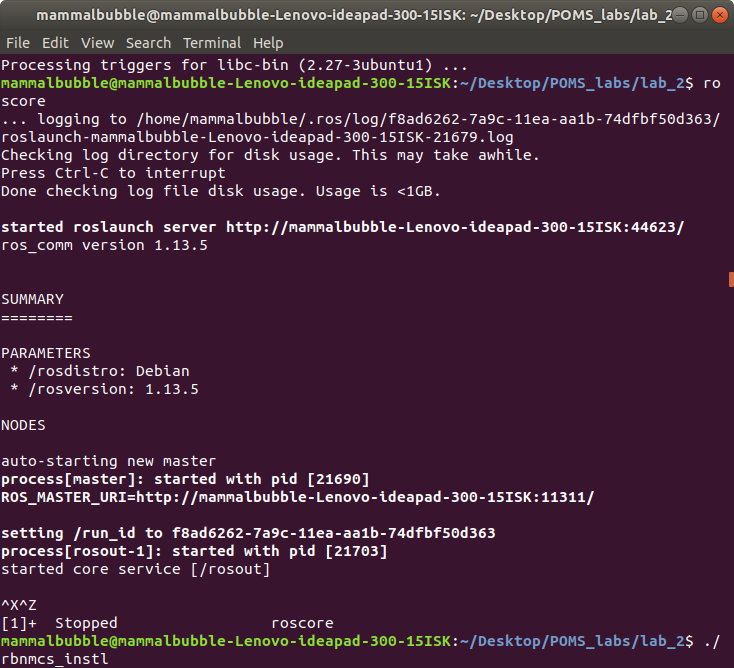 mammalbubble@mammalbubble-Lenovo-ideapad-300-15ISK: ~/Desktop/POMS_labs/lab_2
File Edit View Search Terminal Help
Processing triggers for libc-bin (2.27-3ubuntu1) ...
mammalbubble@mammalbubble-Lenovo-ideapad-300-15ISK:~/Desktop/POMS_labs/lab_2$ ro
score
... logging to /home/mammalbubble/.ros/log/f8ad6262-7a9c-11ea-aa1b-74dfbf50d363/
roslaunch-mammalbubble-Lenovo-ideapad-300-15ISK-21679.log
Checking log directory for disk usage. This may take awhile.
Press Ctrl-C to interrupt
Done checking log file disk usage. Usage is <1GB.
started roslaunch server http://mammalbubble-Lenovo-ideapad-300-15ISK:44623/
ros_comm version 1.13.5
SUMMARY
========
PARAMETERS
 * /rosdistro: Debian
 * /rosversion: 1.13.5
NODES
auto-starting new master
process[master]: started with pid [21690]
ROS_MASTER_URI=http://mammalbubble-Lenovo-ideapad-300-15ISK:11311/
setting /run_id to f8ad6262-7a9c-11ea-aa1b-74dfbf50d363
process[rosout-1]: started with pid [21703]
started core service [/rosout]
^X^Z
[1]+  Stopped                 roscore
mammalbubble@mammalbubble-Lenovo-ideapad-300-15ISK:~/Desktop/POMS_labs/lab_2$ ./
rbnmcs_instl